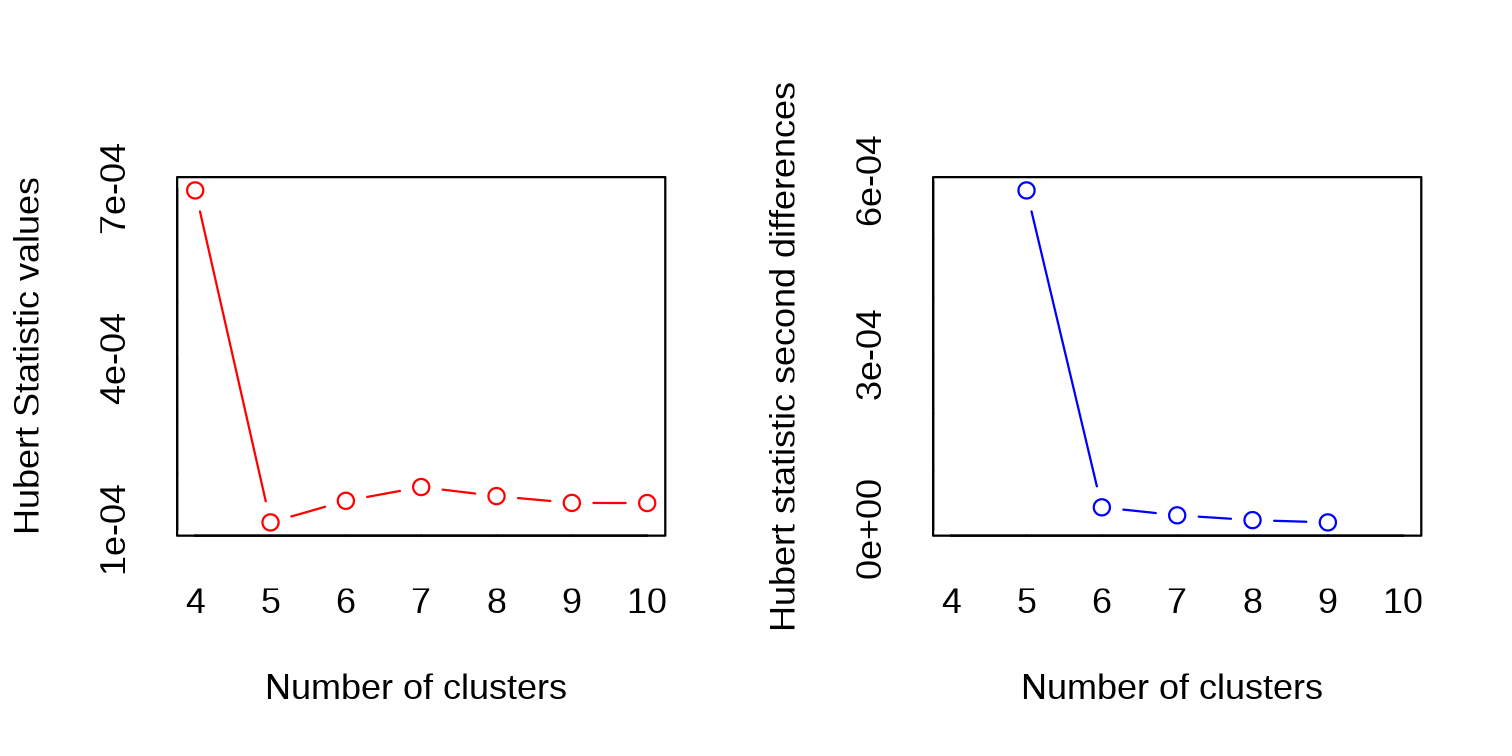 Hubert Statistic values
7e-04
4e-04
1e-04
4 5 6 7 8 9 10
Number of clusters
Hubert statistic second differences
6e-04
3e-04
0e+00
4 5 6 7 8 9 10
Number of clusters